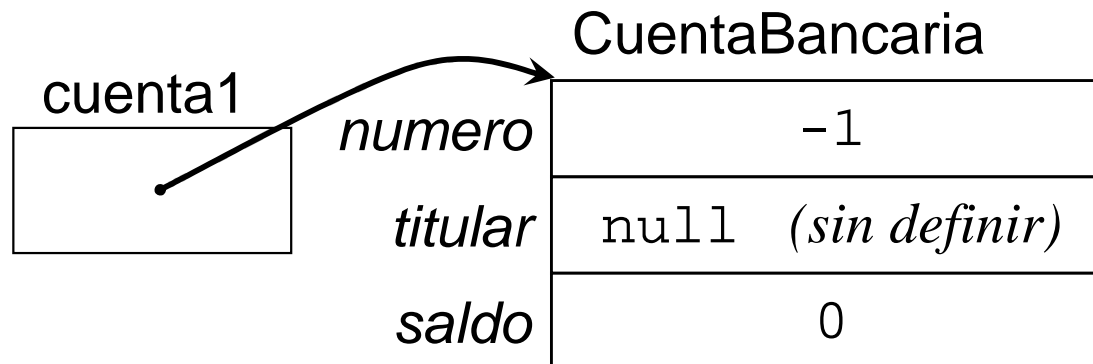 CuentaBancaria
cuenta1
numero -1
titular null (sin definir)
saldo 0